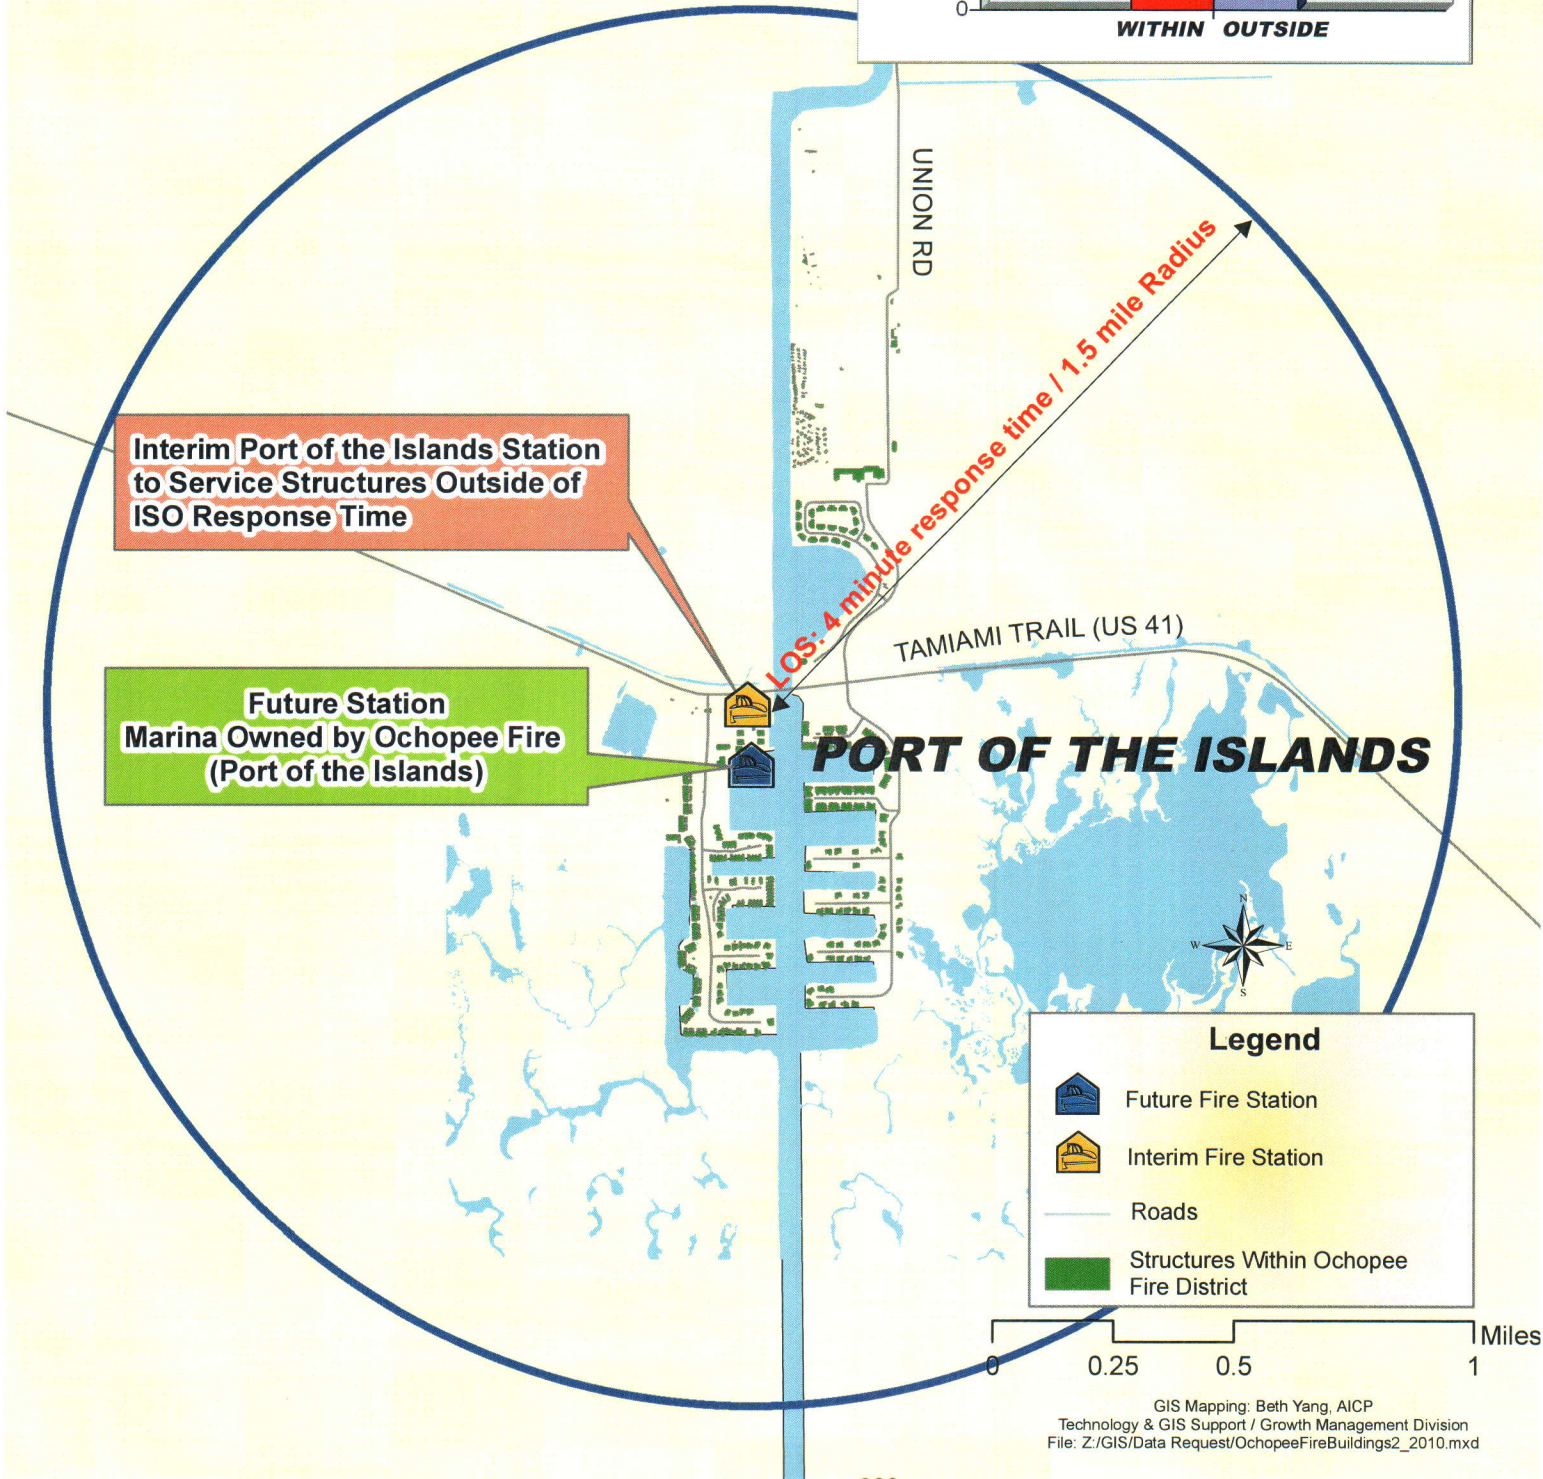 0
WITHIN OUTSIDE
UNION RD
LOS: 4 minute response time / 1.5 mile Radius
Interim Port of the Islands Station
to Service Structures Outside of
ISO Response Time
TAMIAMI TRAIL (US 41)
Future Station
Marina Owned by Ochopee Fire
(Port of the Islands)
PORT OF THE ISLANDS
N
W E
S
Legend
Future Fire Station
Interim Fire Station
Roads
Structures Within Ochopee
Fire District
Miles
0 0.25 0.5 1
GIS Mapping: Beth Yang, AICP
Technology & GIS Support / Growth Management Division
File: Z:/GIS/Data Request/OchopeeFireBuildings2_2010.mxd